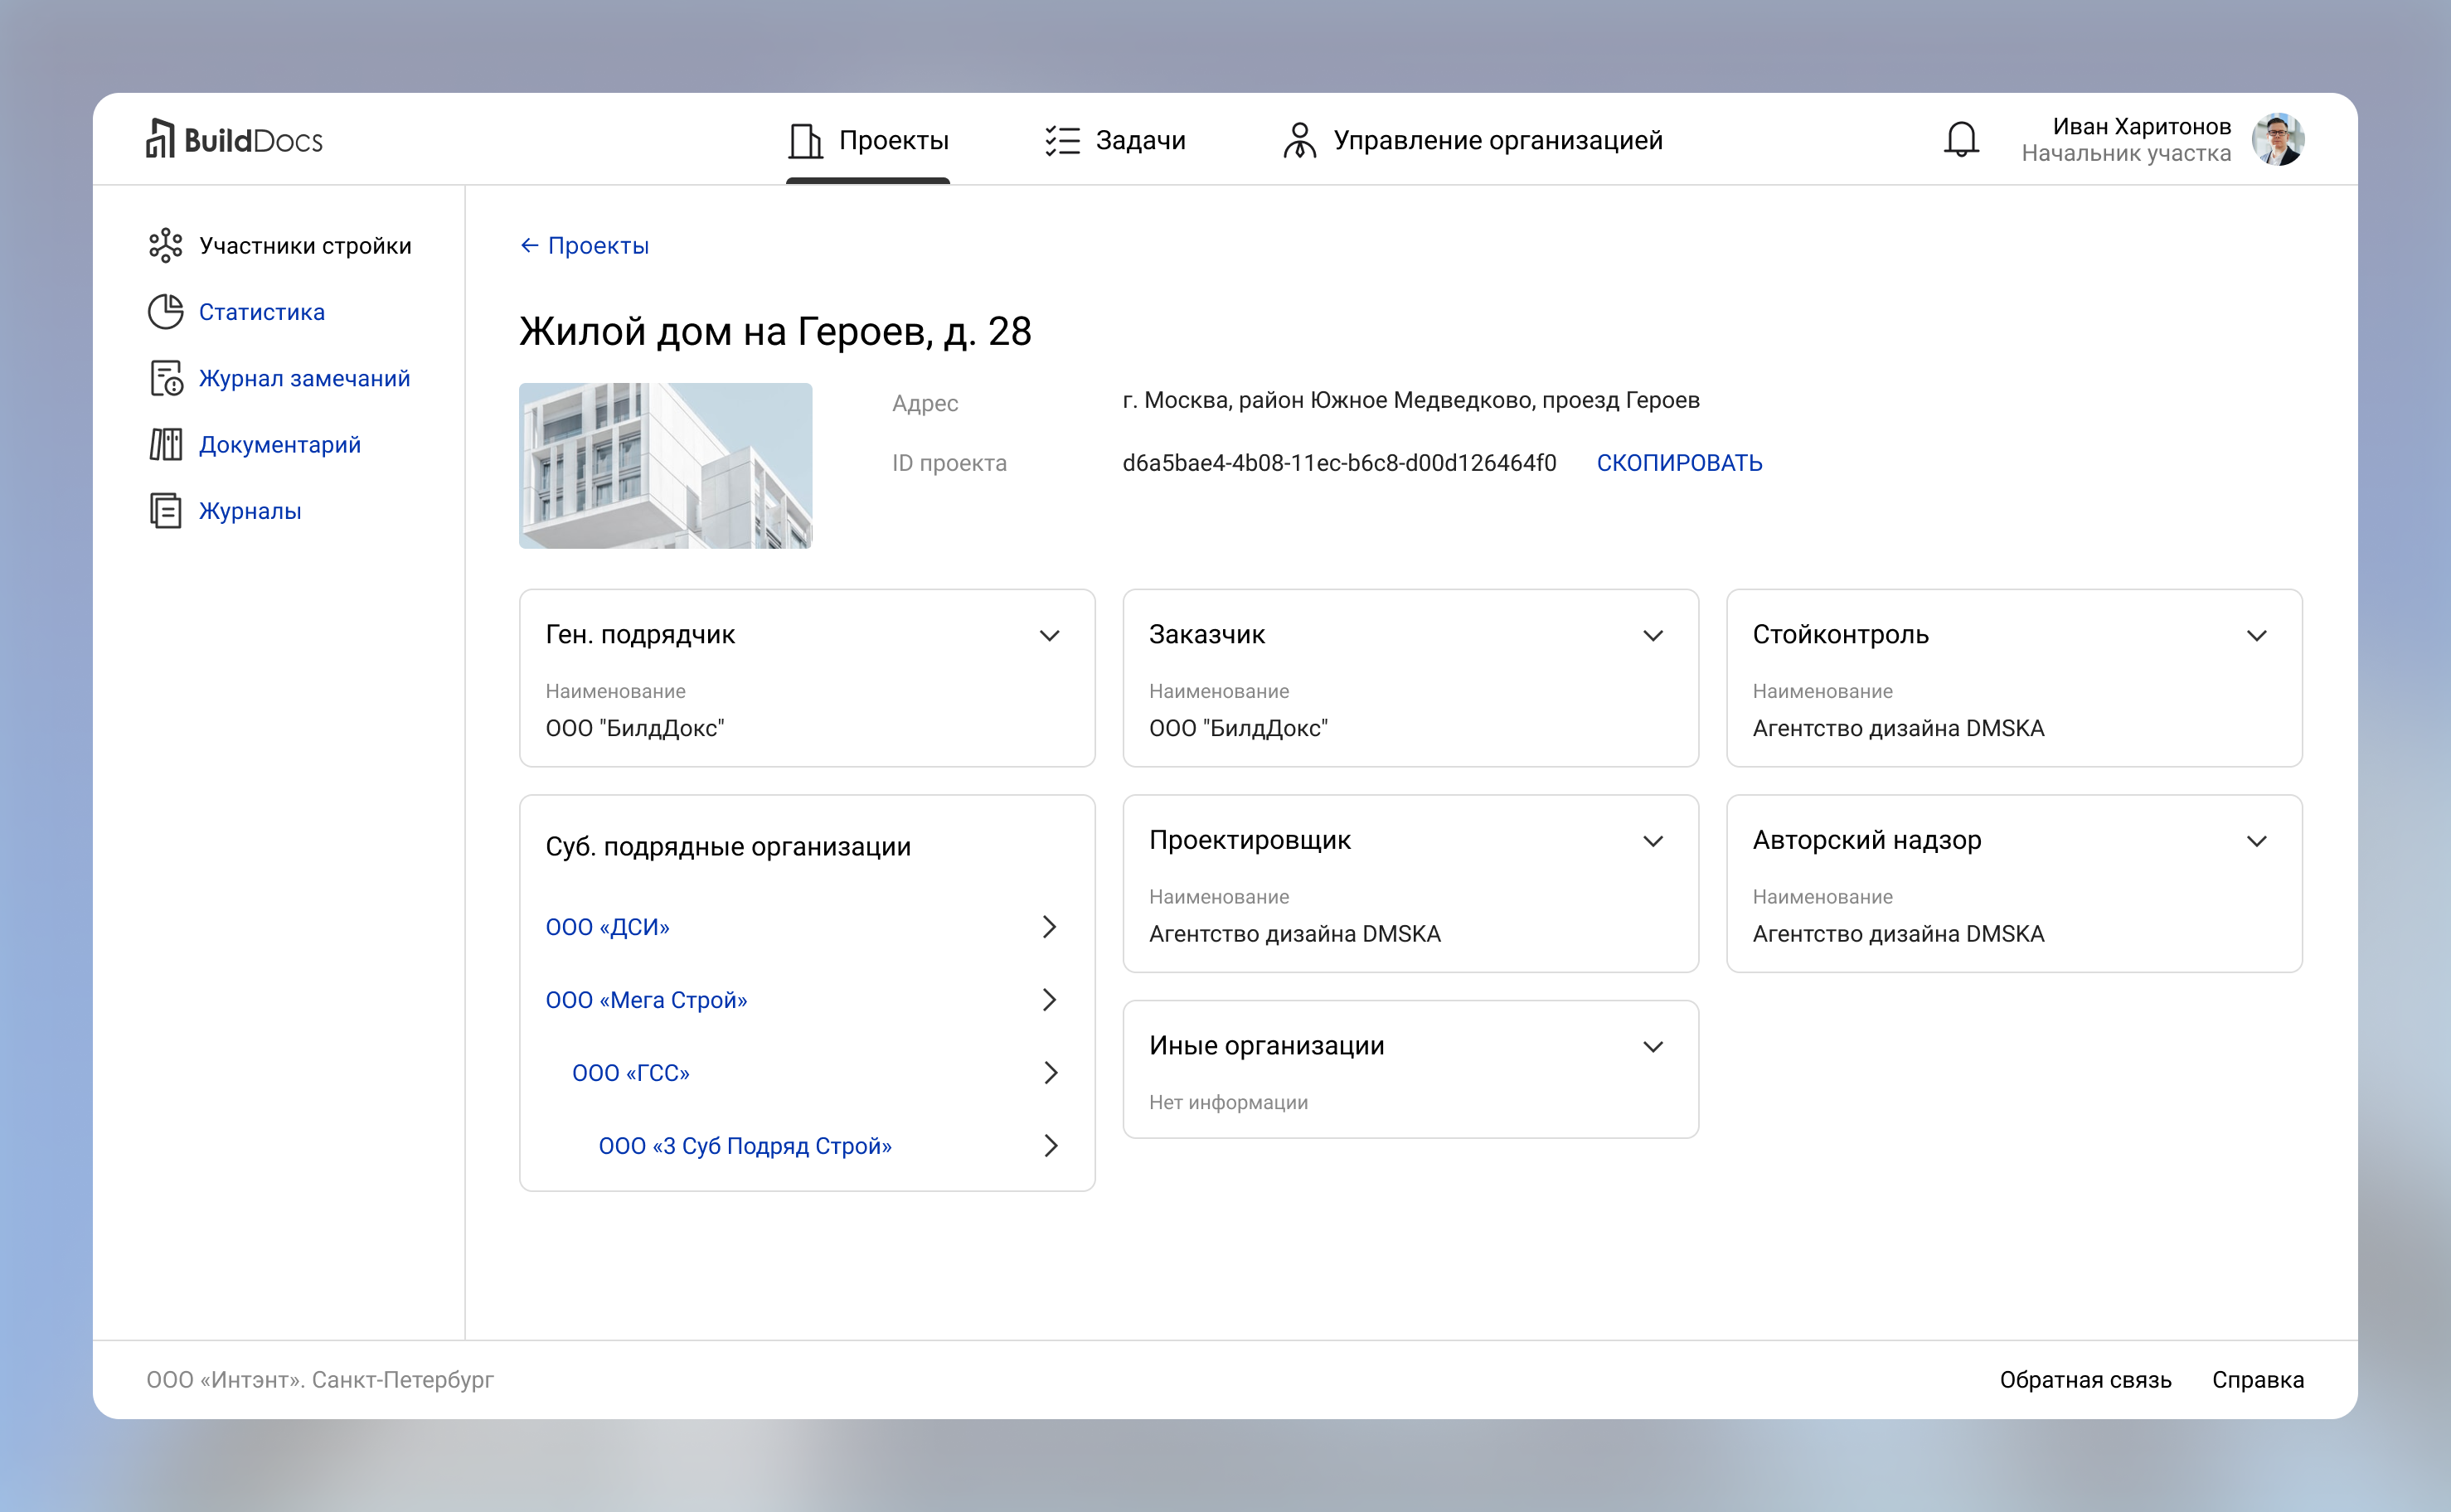 BuildDocs
Проекты
Задачи
Управление организацией
Иван Харитонов
Начальник участка
Участники стройки
Статистика
Журнал замечаний
Документарий
Журналы
← Проекты
Жилой дом на Героев, д. 28
Адрес
г. Москва, район Южное Медведково, проезд Героев
ID проекта
d6a5bae4-4b08-11ec-b6c8-d00d126464f0
СКОПИРОВАТЬ
Ген. подрядчик
Наименование
ООО "БилдДокс"
Заказчик
Наименование
ООО "БилдДокс"
Стойконтроль
Наименование
Агентство дизайна DMSKA
Суб. подрядные организации
ООО «ДСИ»
ООО «Мега Строй»
ООО «ГСС»
ООО «3 Суб Подряд Строй»
Проектировщик
Наименование
Агентство дизайна DMSKA
Авторский надзор
Наименование
Агентство дизайна DMSKA
Иные организации
Нет информации
ООО «Интэнт». Санкт-Петербург
Обратная связь
Справка